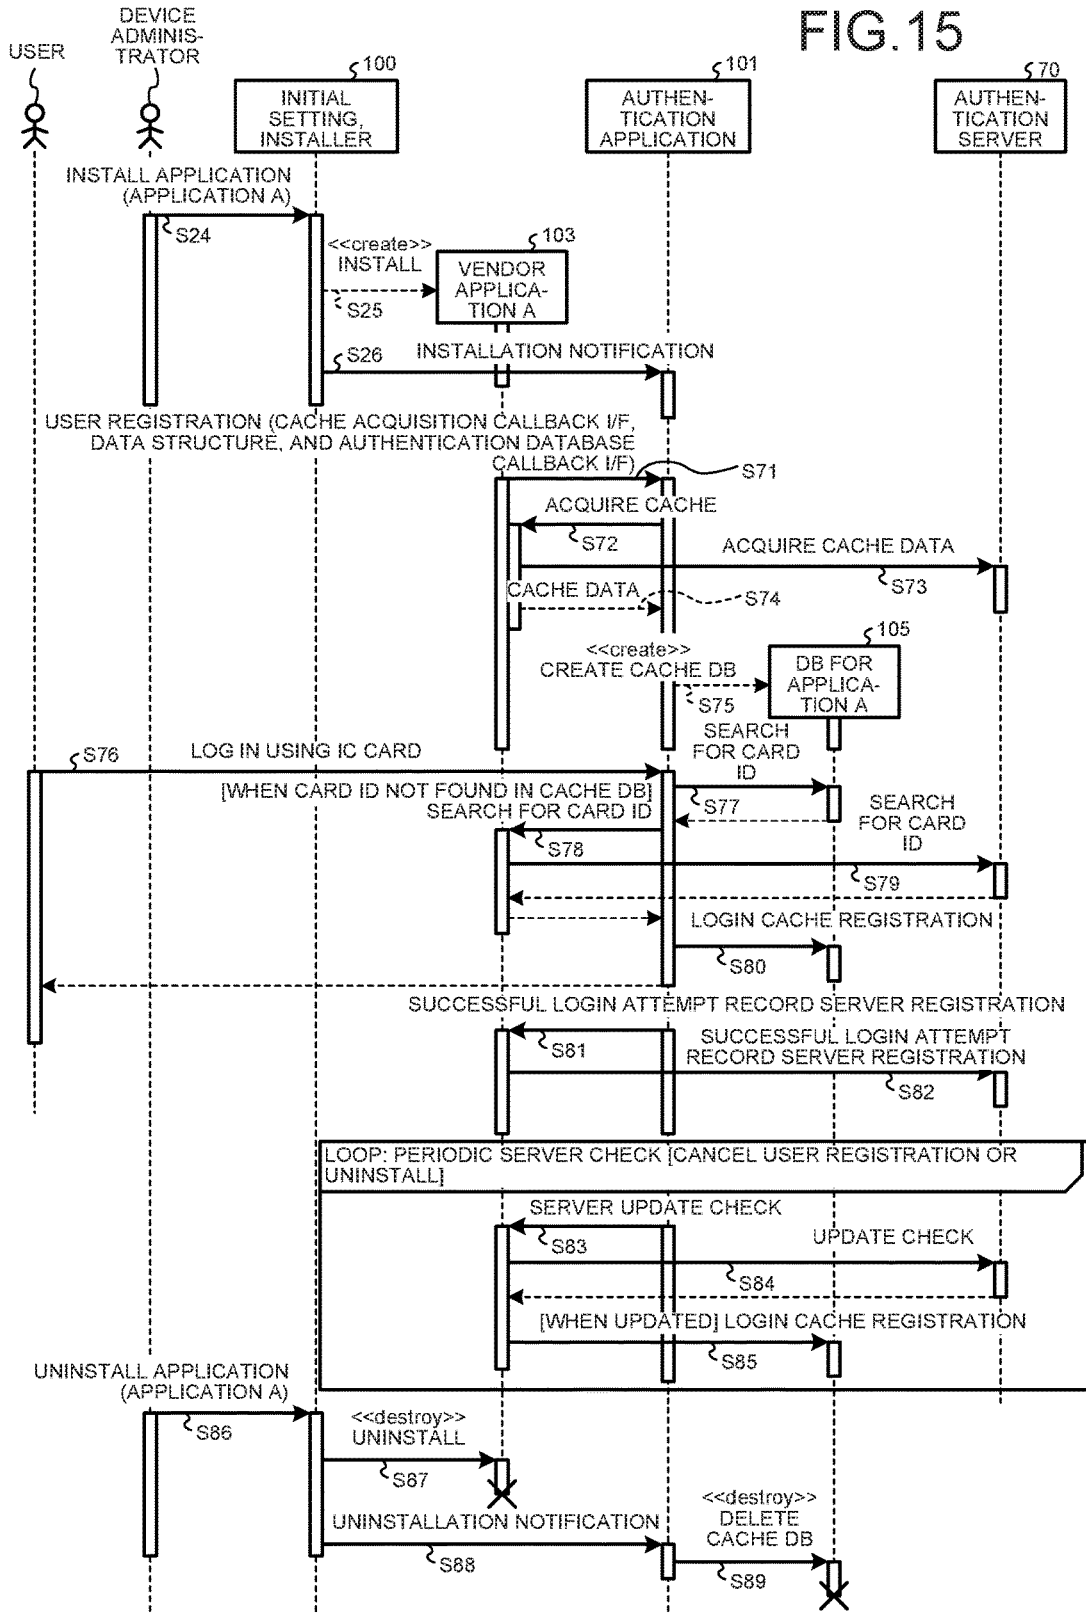 FIG.15
USER
DEVICE
ADMINIS-
TRATOR
100
INITIAL
SETTING,
INSTALLER
101
AUTHEN-
TICATION
APPLICATION
70
AUTHEN-
TICATION
SERVER
INSTALL APPLICATION
(APPLICATION A)
S24
<<create>>
INSTALL
S25
103
VENDOR
APPLICA-
TION A
S26
INSTALLATION NOTIFICATION
USER REGISTRATION (CACHE ACQUISITION CALLBACK I/F,
DATA STRUCTURE, AND AUTHENTICATION DATABASE
CALLBACK I/F)
S71
ACQUIRE CACHE
S72
ACQUIRE CACHE DATA
S73
CACHE DATA
S74
<<create>>
CREATE CACHE DB
S75
105
DB FOR
APPLICA-
TION A
S76
LOG IN USING IC CARD
SEARCH
FOR CARD
ID
S77
[WHEN CARD ID NOT FOUND IN CACHE DB]
SEARCH FOR CARD ID
S78
SEARCH
FOR CARD
ID
S79
LOGIN CACHE REGISTRATION
S80
SUCCESSFUL LOGIN ATTEMPT RECORD SERVER REGISTRATION
S81
SUCCESSFUL LOGIN ATTEMPT
RECORD SERVER REGISTRATION
S82
LOOP: PERIODIC SERVER CHECK [CANCEL USER REGISTRATION OR
UNINSTALL]
SERVER UPDATE CHECK
S83
UPDATE CHECK
S84
[WHEN UPDATED] LOGIN CACHE REGISTRATION
S85
UNINSTALL APPLICATION
(APPLICATION A)
S86
<<destroy>>
UNINSTALL
S87
UNINSTALLATION NOTIFICATION
S88
<<destroy>>
DELETE
CACHE DB
S89